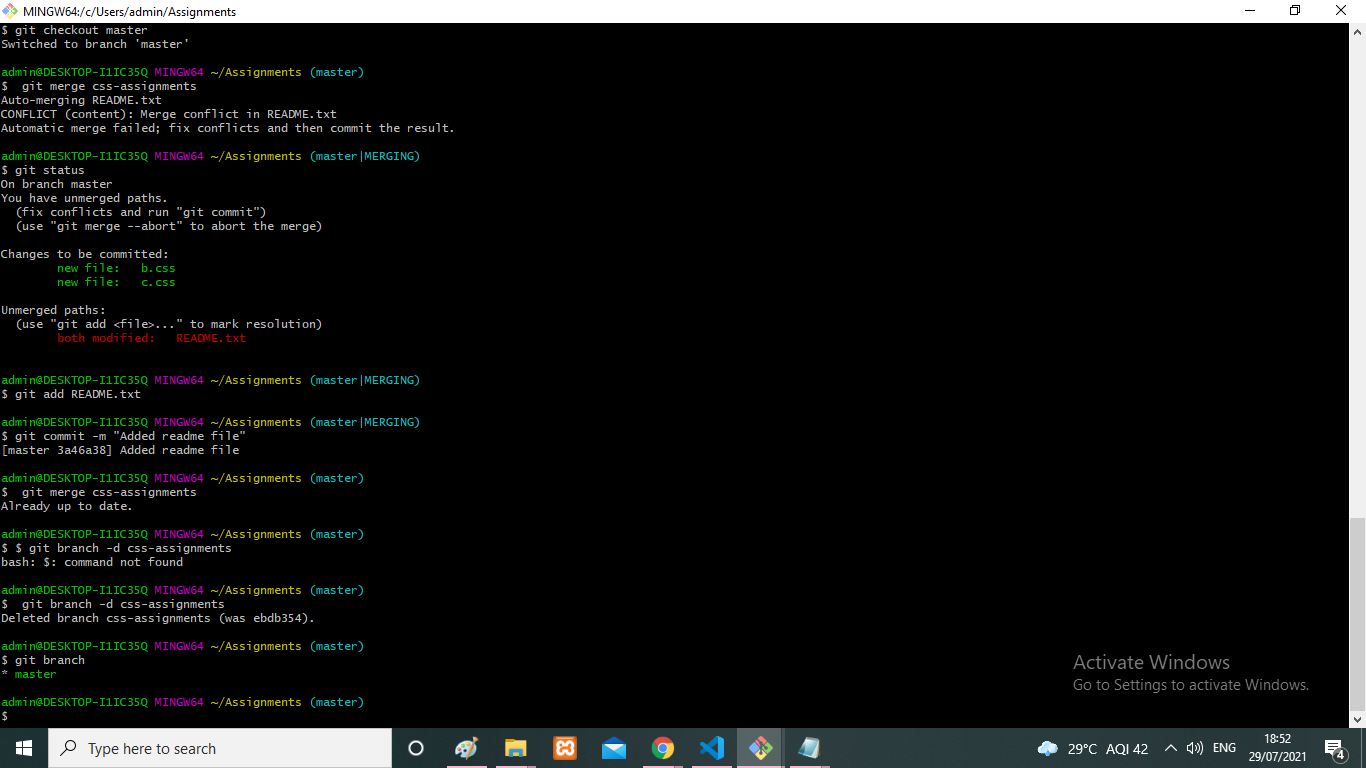 MINGW64:/c/Users/admin/Assignments
$ git checkout master
Switched to branch 'master'
admin@DESKTOP-I1IC35Q MINGW64 ~/Assignments (master)
$  git merge css-assignments
Auto-merging README.txt
CONFLICT (content): Merge conflict in README.txt
Automatic merge failed; fix conflicts and then commit the result.
admin@DESKTOP-I1IC35Q MINGW64 ~/Assignments (master|MERGING)
$ git status
On branch master
You have unmerged paths.
  (fix conflicts and run "git commit")
  (use "git merge --abort" to abort the merge)
Changes to be committed:
        new file:   b.css
        new file:   c.css
Unmerged paths:
  (use "git add <file>..." to mark resolution)
        both modified:   README.txt
admin@DESKTOP-I1IC35Q MINGW64 ~/Assignments (master|MERGING)
$ git add README.txt
admin@DESKTOP-I1IC35Q MINGW64 ~/Assignments (master|MERGING)
$ git commit -m "Added readme file"
[master 3a46a38] Added readme file
admin@DESKTOP-I1IC35Q MINGW64 ~/Assignments (master)
$  git merge css-assignments
Already up to date.
admin@DESKTOP-I1IC35Q MINGW64 ~/Assignments (master)
$ $ git branch -d css-assignments
bash: $: command not found
admin@DESKTOP-I1IC35Q MINGW64 ~/Assignments (master)
$  git branch -d css-assignments
Deleted branch css-assignments (was ebdb354).
admin@DESKTOP-I1IC35Q MINGW64 ~/Assignments (master)
$ git branch
* master
admin@DESKTOP-I1IC35Q MINGW64 ~/Assignments (master)
$
Activate Windows
Go to Settings to activate Windows.
Type here to search
29°C AQI 42
ENG
18:52
29/07/2021
4